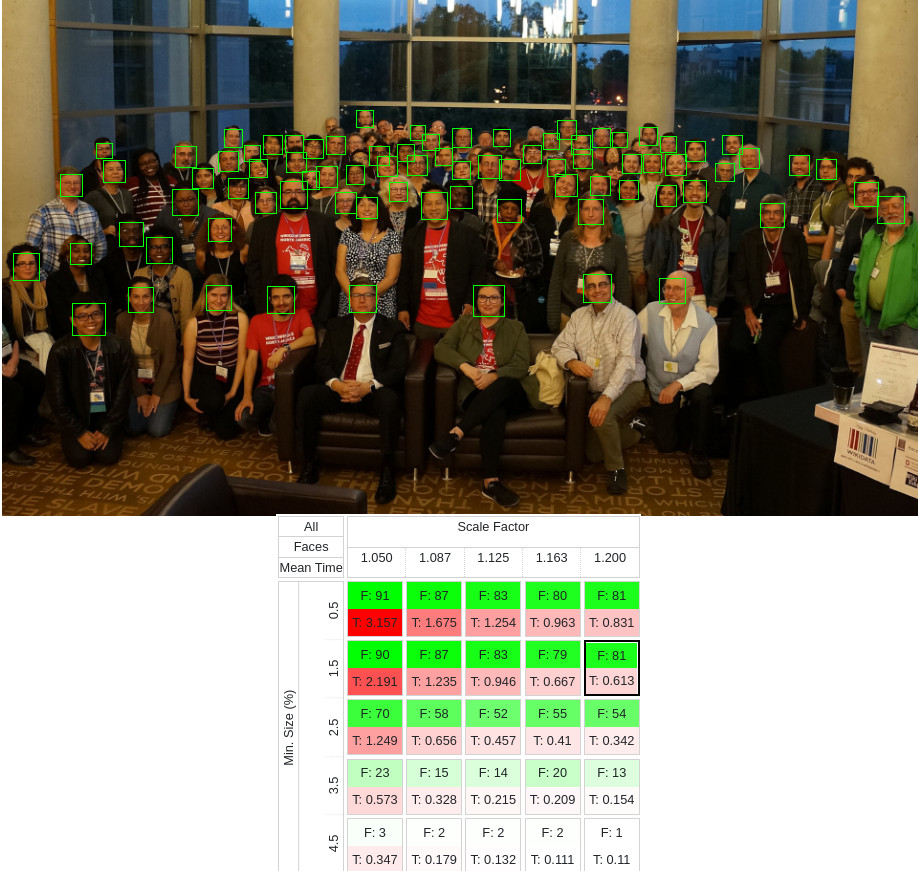 WIKIDATA
All
Faces
Mean Time
Scale Factor
1.050 1.087 1.125 1.163 1.200
Min. Size (%)
0.5
F: 91 F: 87 F: 83 F: 80 F: 81
T: 3.157 T: 1.675 T: 1.254 T: 0.963 T: 0.831
1.5
F: 90 F: 87 F: 83 F: 79 F: 81
T: 2.191 T: 1.235 T: 0.946 T: 0.667 T: 0.613
2.5
F: 70 F: 58 F: 52 F: 55 F: 54
T: 1.249 T: 0.656 T: 0.457 T: 0.41 T: 0.342
3.5
F: 23 F: 15 F: 14 F: 20 F: 13
T: 0.573 T: 0.328 T: 0.215 T: 0.209 T: 0.154
4.5
F: 3 F: 2 F: 2 F: 2 F: 1
T: 0.347 T: 0.179 T: 0.132 T: 0.111 T: 0.11